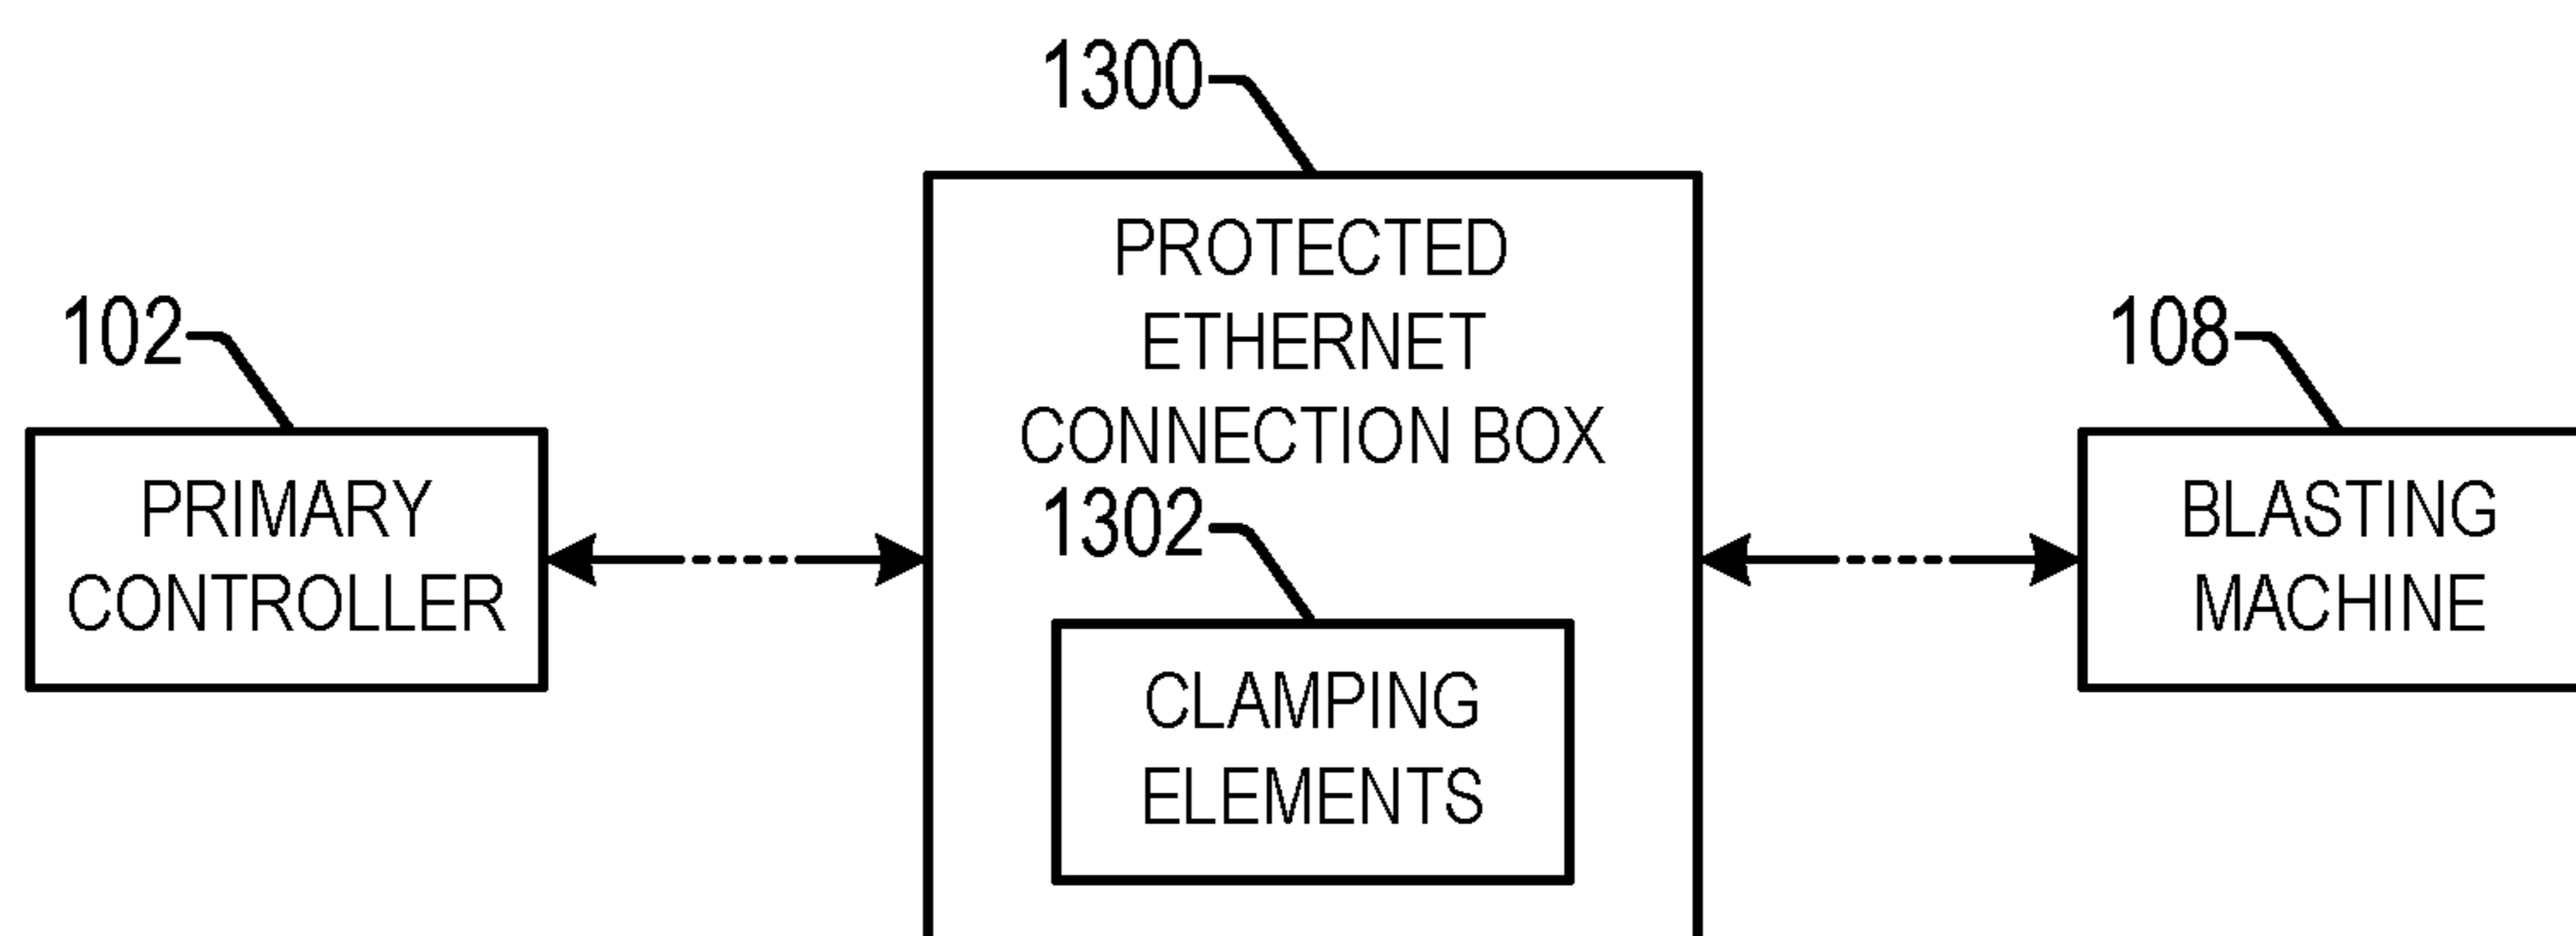 1300
PROTECTED
ETHERNET
CONNECTION BOX
102
PRIMARY
CONTROLLER
1302
CLAMPING
ELEMENTS
108
BLASTING
MACHINE